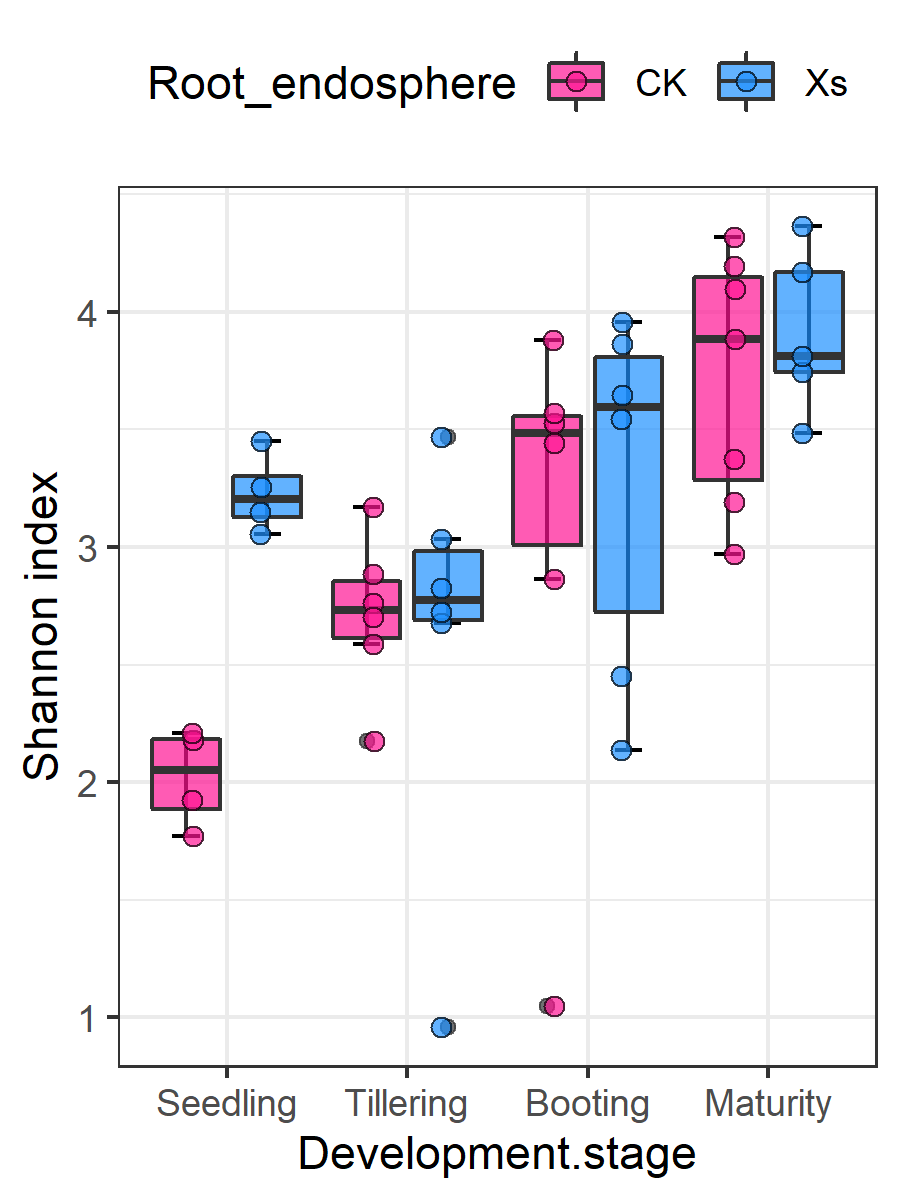 Root_endosphere CK Xs
Shannon index
4
3
2
1
Seedling Tillering Booting Maturity
Development.stage